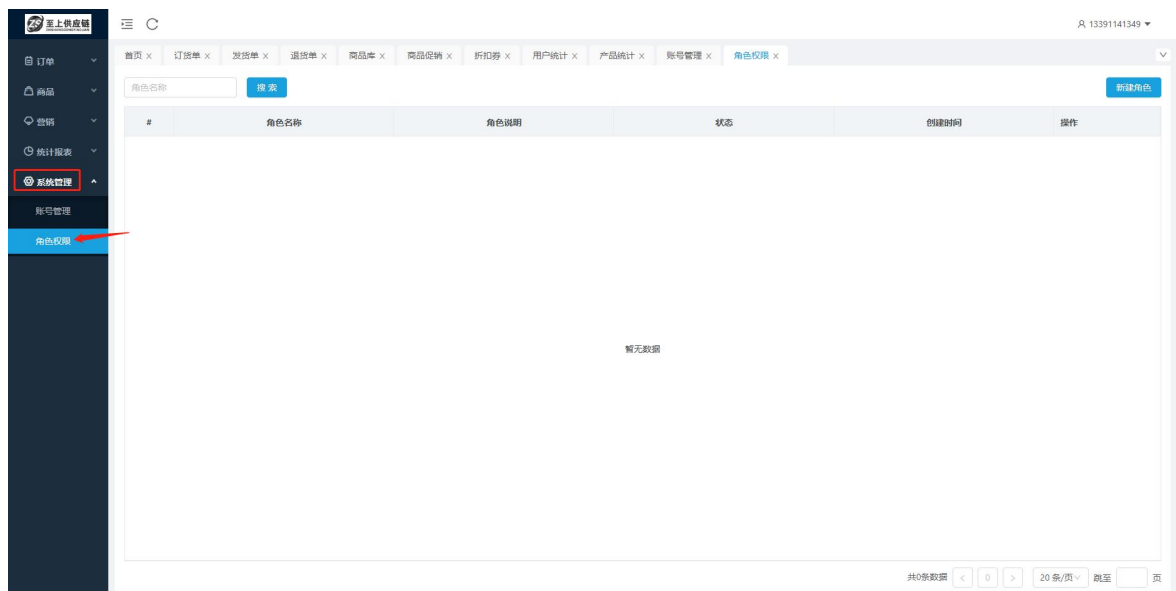 至上供应链
13391141349
订单
商品
营销
统计报表
系统管理
账号管理
角色权限
首页 × 订货单 × 发货单 × 退货单 × 商品库 × 商品促销 × 折扣券 × 用户统计 × 产品统计 × 账号管理 × 角色权限 ×
角色名称 搜索 新建角色
# 角色名称 角色说明 状态 创建时间 操作
暂无数据
共0条数据 < 0 > 20 条/页 跳至 页